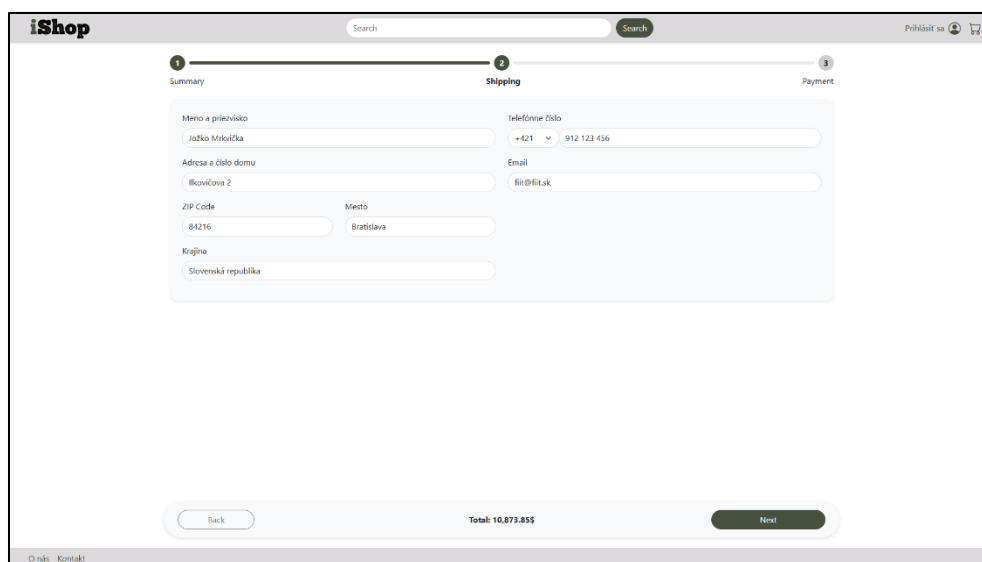 iShop
Search Search
Prihlásiť sa
1 2 3
Summary Shipping Payment
Meno a priezvisko Telefónne číslo
Jožko Mrkvička +421 912 123 456
Adresa a číslo domu Email
Ilkovičova 2 fiit@fiit.sk
ZIP Code Mesto
84216 Bratislava
Krajina
Slovenská republika
Back Total: 10,873.85$ Next
O nás Kontakt